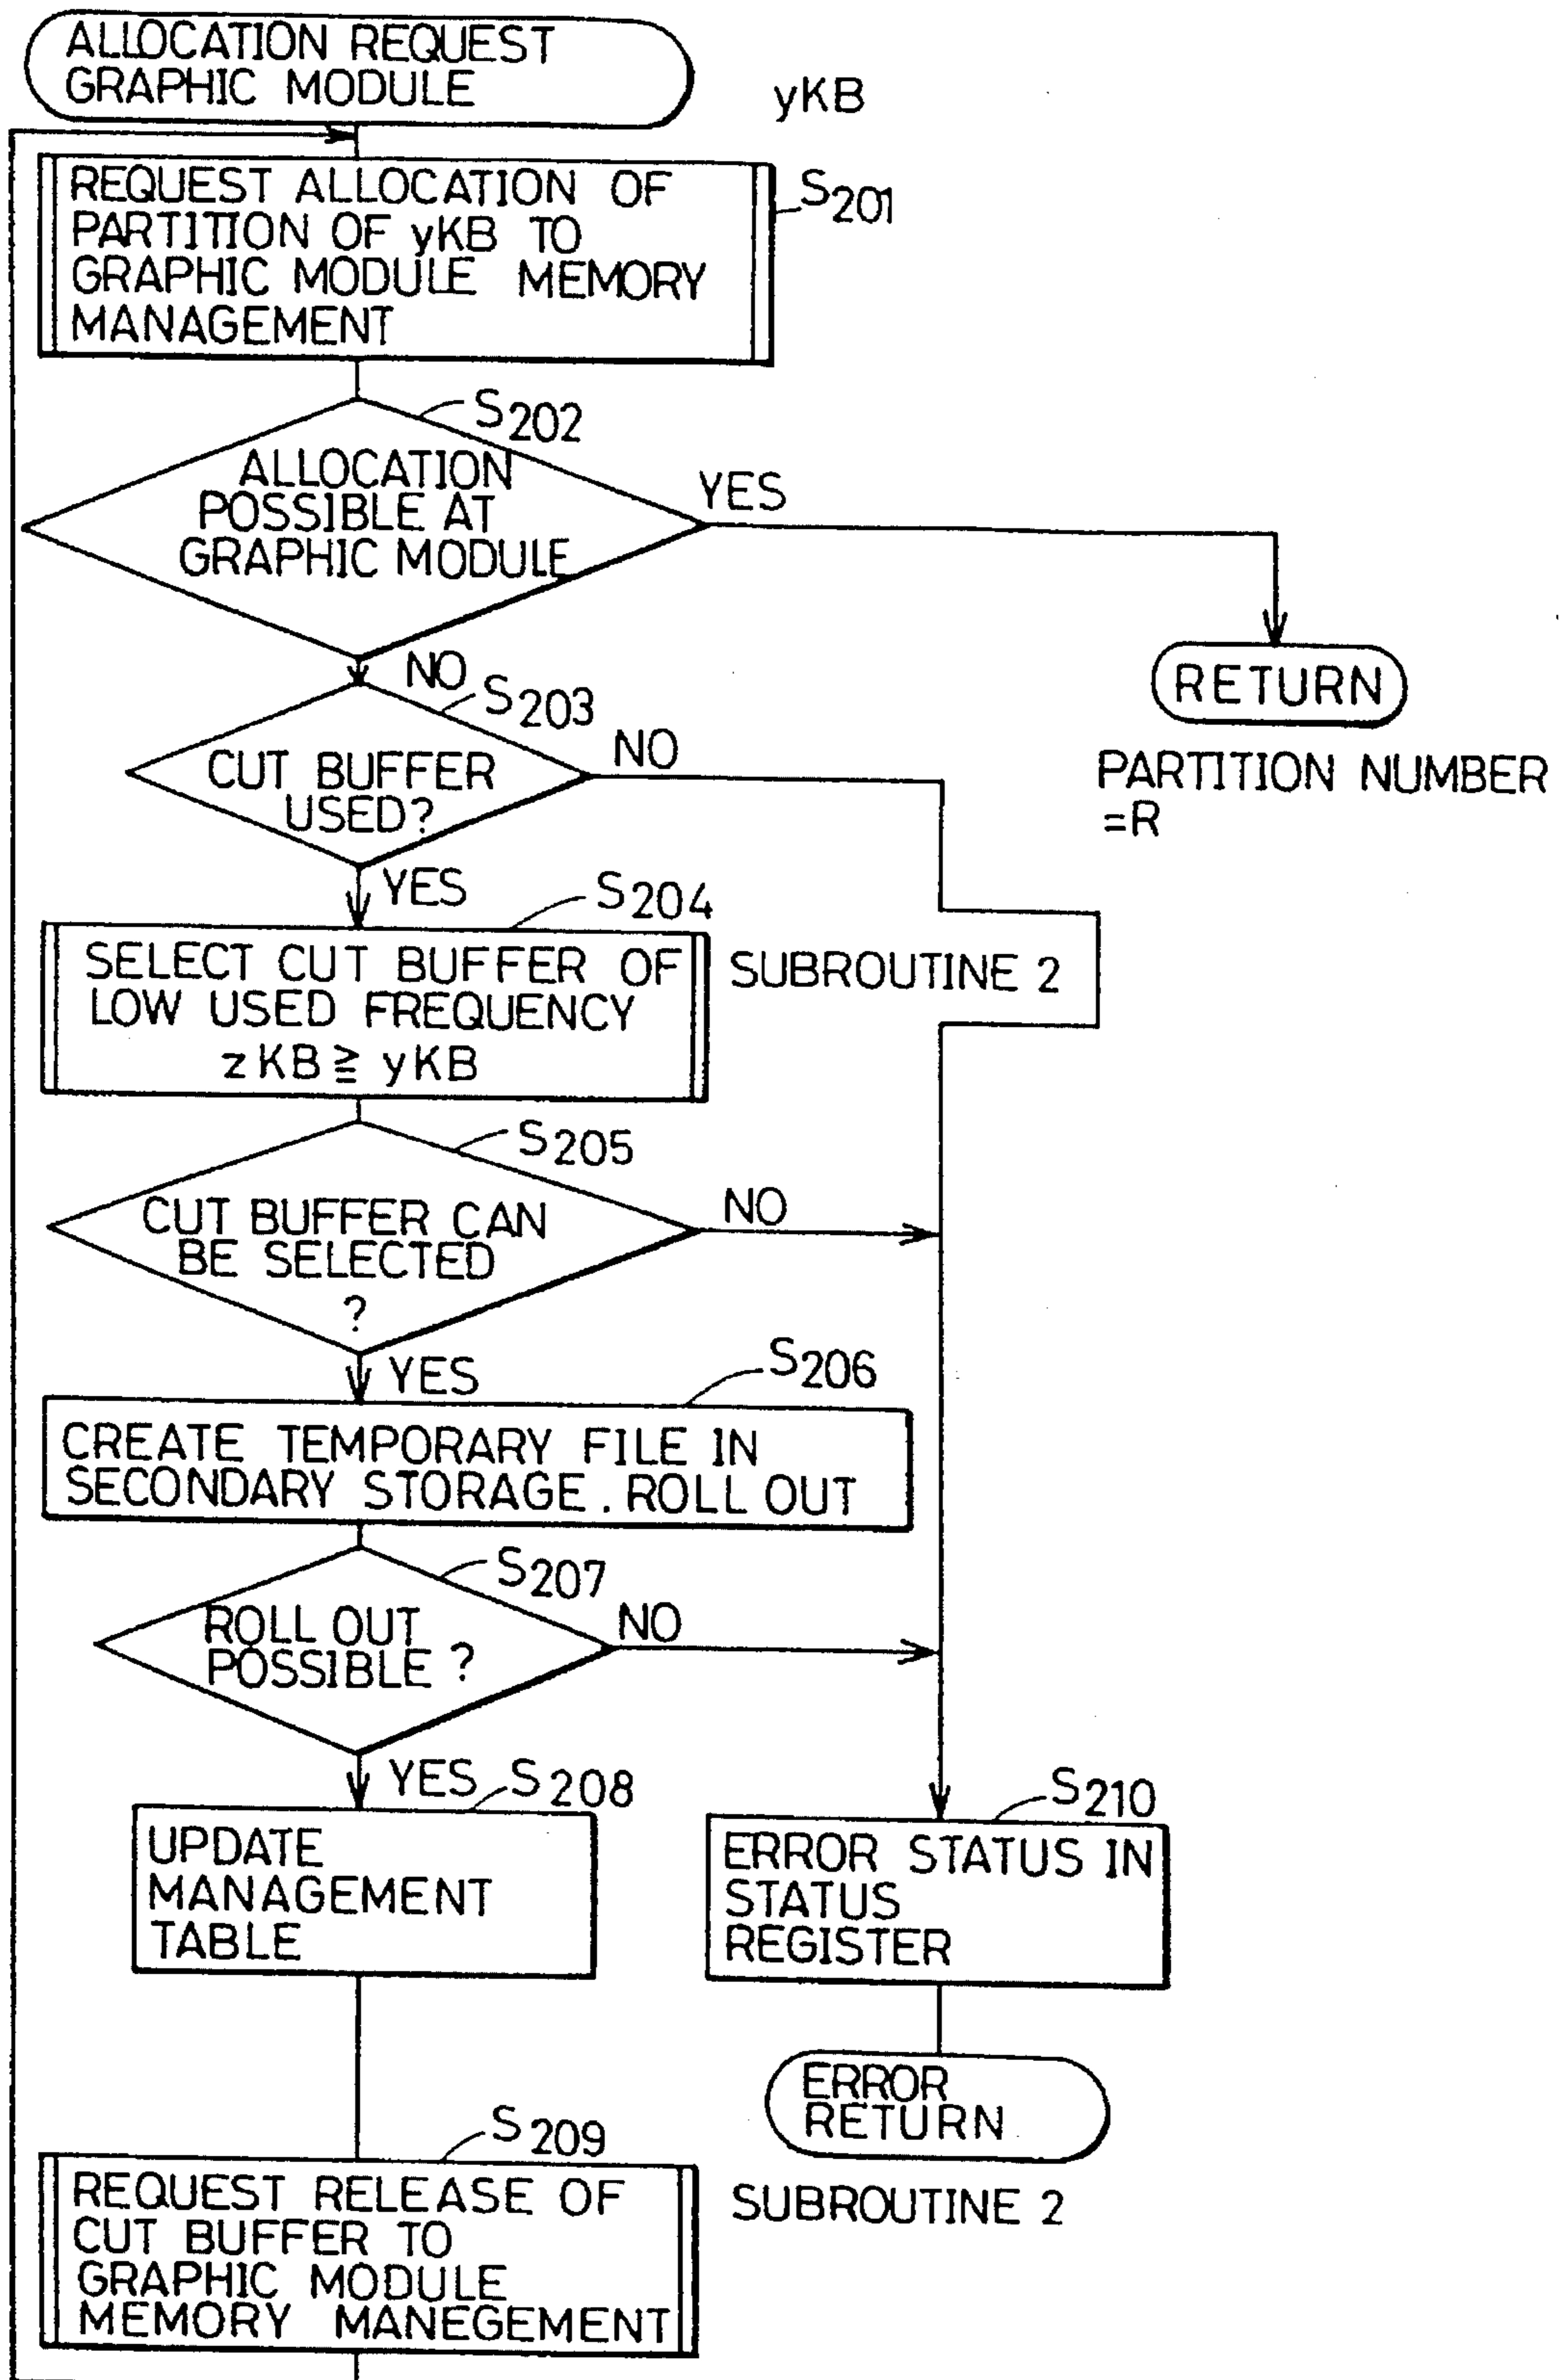 ALLOCATION REQUEST
GRAPHIC MODULE
yKB
REQUEST ALLOCATION OF
PARTITION OF yKB TO
GRAPHIC MODULE MEMORY
MANAGEMENT
S201
S202
ALLOCATION
POSSIBLE AT
GRAPHIC MODULE
YES
NO
RETURN
PARTITION NUMBER
=R
S203
CUT BUFFER
USED?
NO
YES
S204
SELECT CUT BUFFER OF
LOW USED FREQUENCY
zKB ≧ yKB
SUBROUTINE 2
S205
CUT BUFFER CAN
BE SELECTED
?
NO
YES
S206
CREATE TEMPORARY FILE IN
SECONDARY STORAGE. ROLL OUT
S207
ROLL OUT
POSSIBLE ?
NO
YES
S208
UPDATE
MANAGEMENT
TABLE
S210
ERROR STATUS IN
STATUS
REGISTER
ERROR
RETURN
S209
REQUEST RELEASE OF
CUT BUFFER TO
GRAPHIC MODULE
MEMORY MANEGEMENT
SUBROUTINE 2